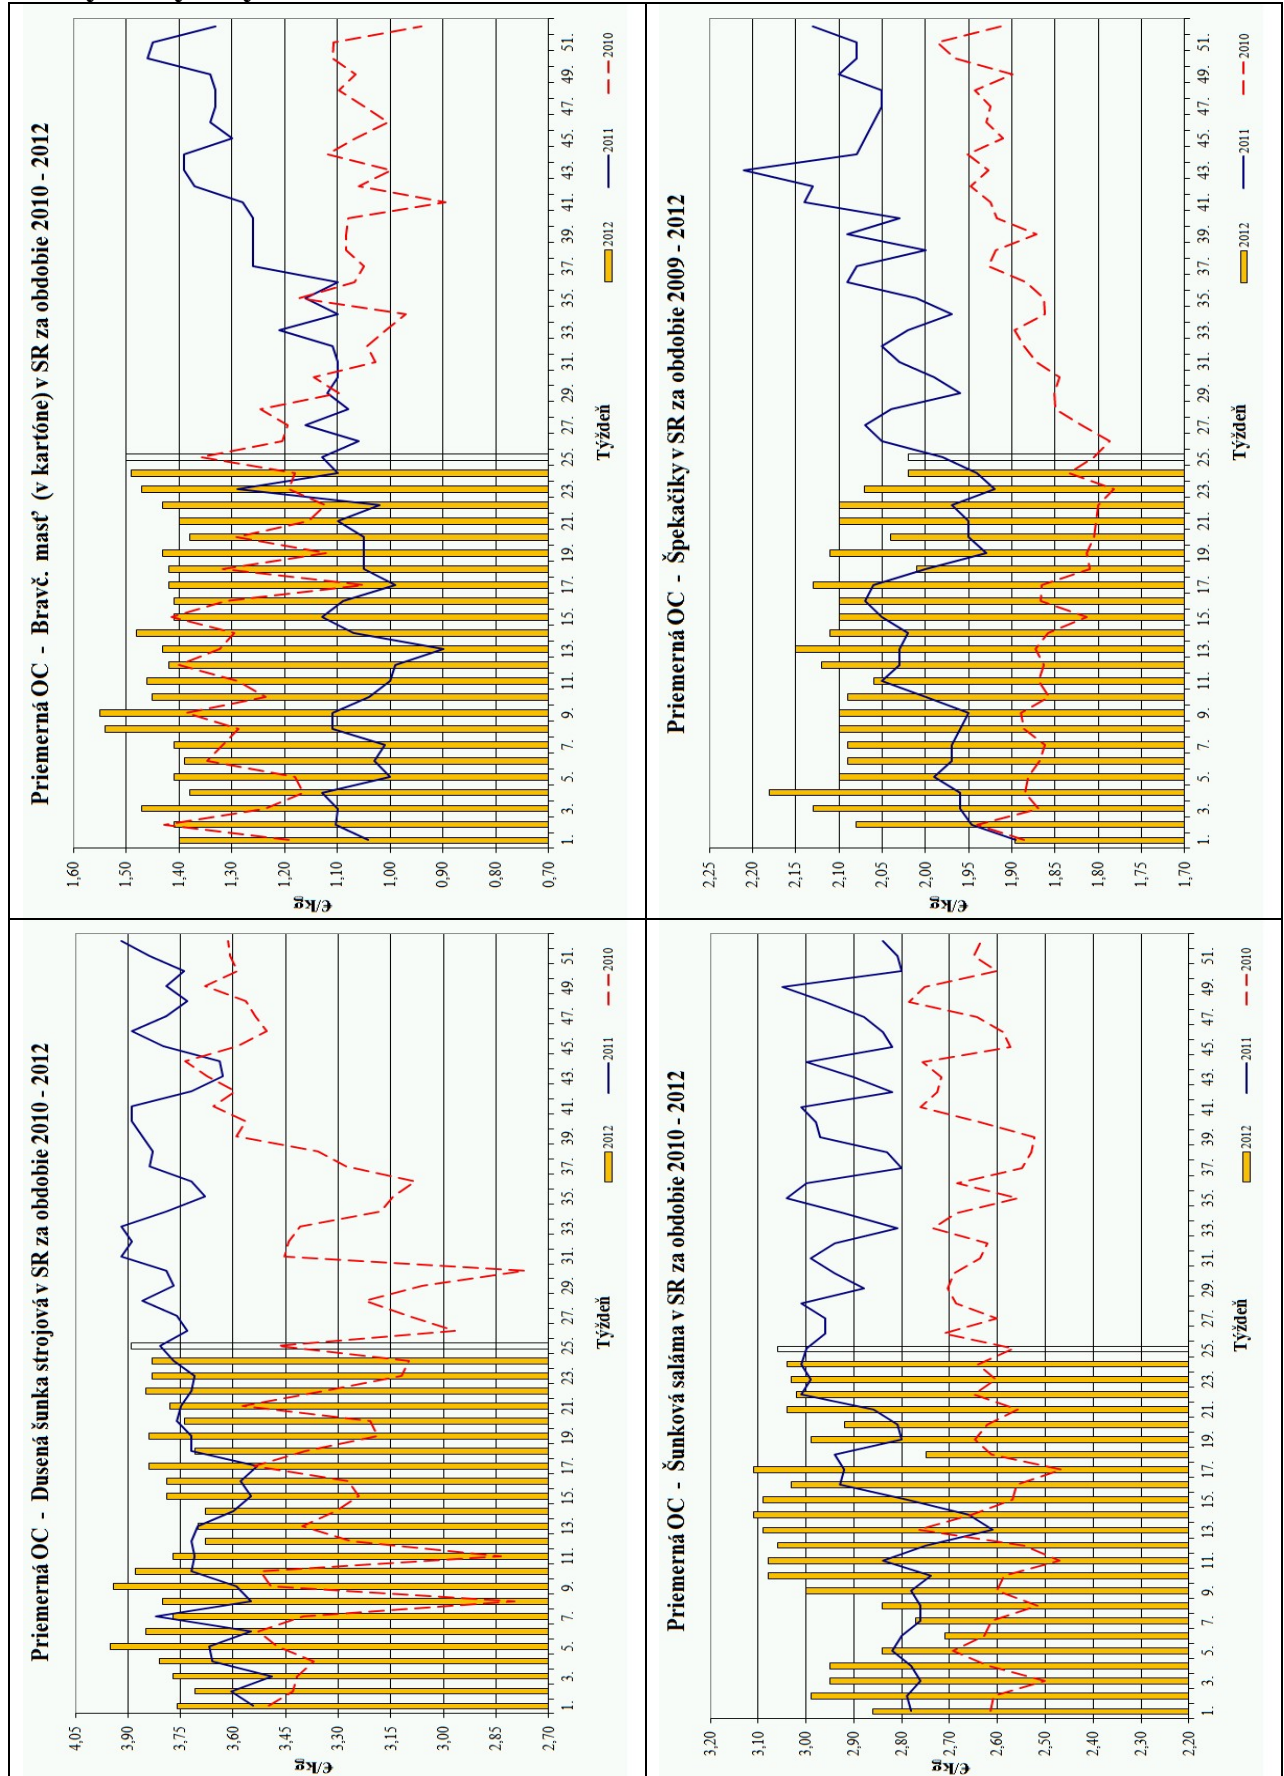 Priemerná OC - Dusená šunka strojová v SR za obdobie 2010 - 2012
€/kg
4,05
3,90
3,75
3,60
3,45
3,30
3,15
3,00
2,85
2,70
1. 3. 5. 7. 9. 11. 13. 15. 17. 19. 21. 23. 25. 27. 29. 31. 33. 35. 37. 39. 41. 43. 45. 47. 49. 51.
Týždeň
2012 2011 2010
Priemerná OC - Bravč. masť (v kartóne) v SR za obdobie 2010 - 2012
€/kg
1,60
1,50
1,40
1,30
1,20
1,10
1,00
0,90
0,80
0,70
1. 3. 5. 7. 9. 11. 13. 15. 17. 19. 21. 23. 25. 27. 29. 31. 33. 35. 37. 39. 41. 43. 45. 47. 49. 51.
Týždeň
2012 2011 2010
Priemerná OC - Šunková saláma v SR za obdobie 2010 - 2012
€/kg
3,20
3,10
3,00
2,90
2,80
2,70
2,60
2,50
2,40
2,30
2,20
1. 3. 5. 7. 9. 11. 13. 15. 17. 19. 21. 23. 25. 27. 29. 31. 33. 35. 37. 39. 41. 43. 45. 47. 49. 51.
Týždeň
2012 2011 2010
Priemerná OC - Špekačiky v SR za obdobie 2009 - 2012
€/kg
2,25
2,20
2,15
2,10
2,05
2,00
1,95
1,90
1,85
1,80
1,75
1,70
1. 3. 5. 7. 9. 11. 13. 15. 17. 19. 21. 23. 25. 27. 29. 31. 33. 35. 37. 39. 41. 43. 45. 47. 49. 51.
Týždeň
2012 2011 2010